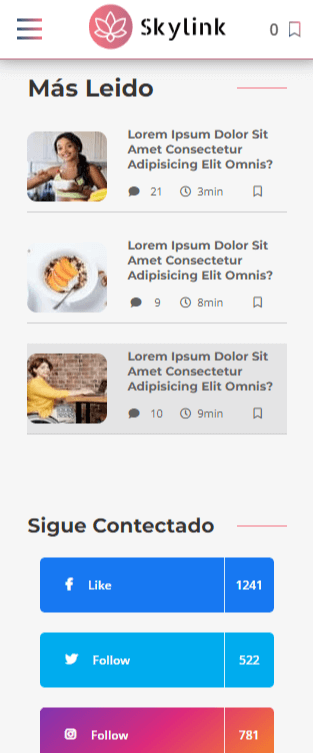 Skylink
0
Más Leido
Lorem Ipsum Dolor Sit
Amet Consectetur
Adipisicing Elit Omnis?
21 3min
Lorem Ipsum Dolor Sit
Amet Consectetur
Adipisicing Elit Omnis?
9 8min
Lorem Ipsum Dolor Sit
Amet Consectetur
Adipisicing Elit Omnis?
10 9min
Sigue Contectado
Like 1241
Follow 522
Follow 781